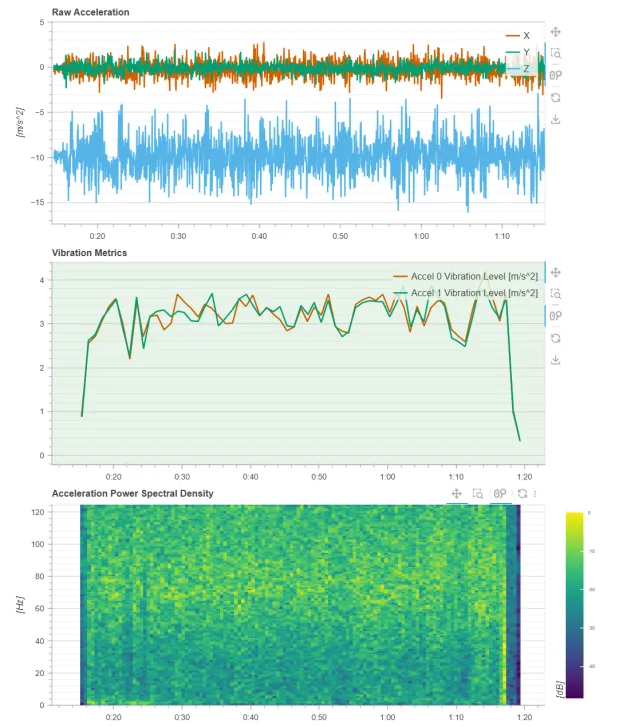 Raw Acceleration
5
0
−5
−10
−15
[m/s^2]
X
Y
Z
0:20 0:30 0:40 0:50 1:00 1:10
Vibration Metrics
4
3
2
1
0
Accel 0 Vibration Level [m/s^2]
Accel 1 Vibration Level [m/s^2]
0:20 0:30 0:40 0:50 1:00 1:10 1:20
Acceleration Power Spectral Density
120
100
80
60
40
20
0
[Hz]
0:20 0:30 0:40 0:50 1:00 1:10 1:20
0
-10
-20
-30
-40
[dB]